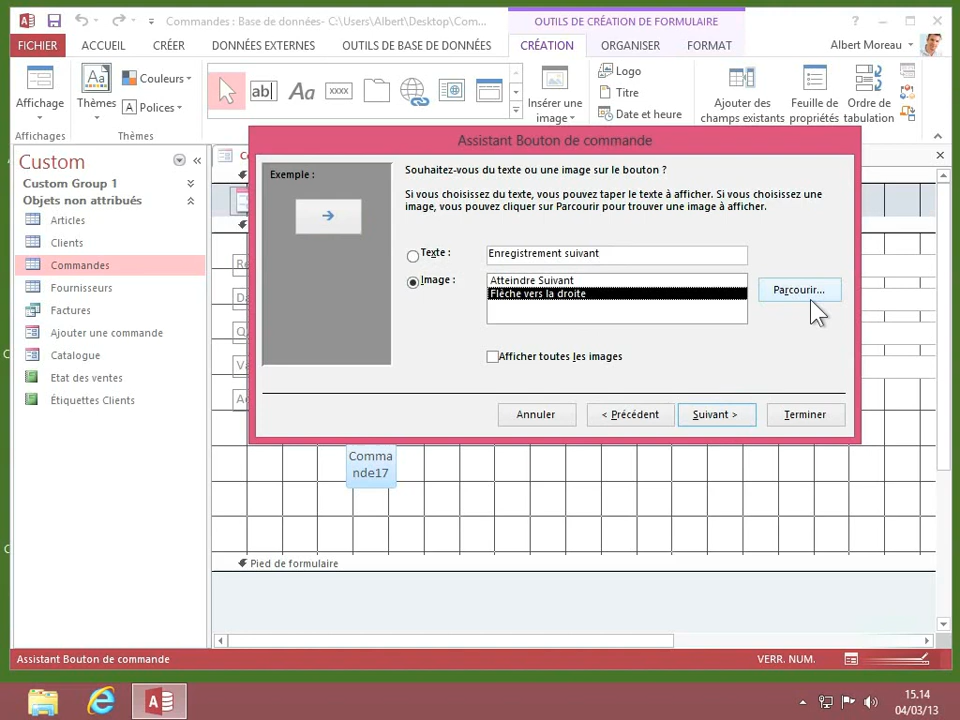 Commandes : Base de données- C:\Users\Albert\Desktop\Com...
OUTILS DE CRÉATION DE FORMULAIRE
?
FICHIER
ACCUEIL
CRÉER
DONNÉES EXTERNES
OUTILS DE BASE DE DONNÉES
CRÉATION
ORGANISER
FORMAT
Albert Moreau
Affichage
Affichages
Aa
Thèmes
Couleurs
A Polices
Thèmes
ab
Aa
xxxx
Insérer une
image
Logo
Titre
Date et heure
Ajouter des
champs existants
Feuille de
propriétés
Ordre de
tabulation
Custom
Custom Group 1
Objets non attribués
Articles
Clients
Commandes
Fournisseurs
Factures
Ajouter une commande
Catalogue
Etat des ventes
Étiquettes Clients
Assistant Bouton de commande
Exemple :
Souhaitez-vous du texte ou une image sur le bouton ?
Si vous choisissez du texte, vous pouvez taper le texte à afficher. Si vous choisissez une
image, vous pouvez cliquer sur Parcourir pour trouver une image à afficher.
Texte :
Enregistrement suivant
Image :
Atteindre Suivant
Flèche vers la droite
Parcourir...
Afficher toutes les images
Annuler
< Précédent
Suivant >
Terminer
Comma
nde17
Pied de formulaire
Assistant Bouton de commande
VERR. NUM.
15.14
04/03/13